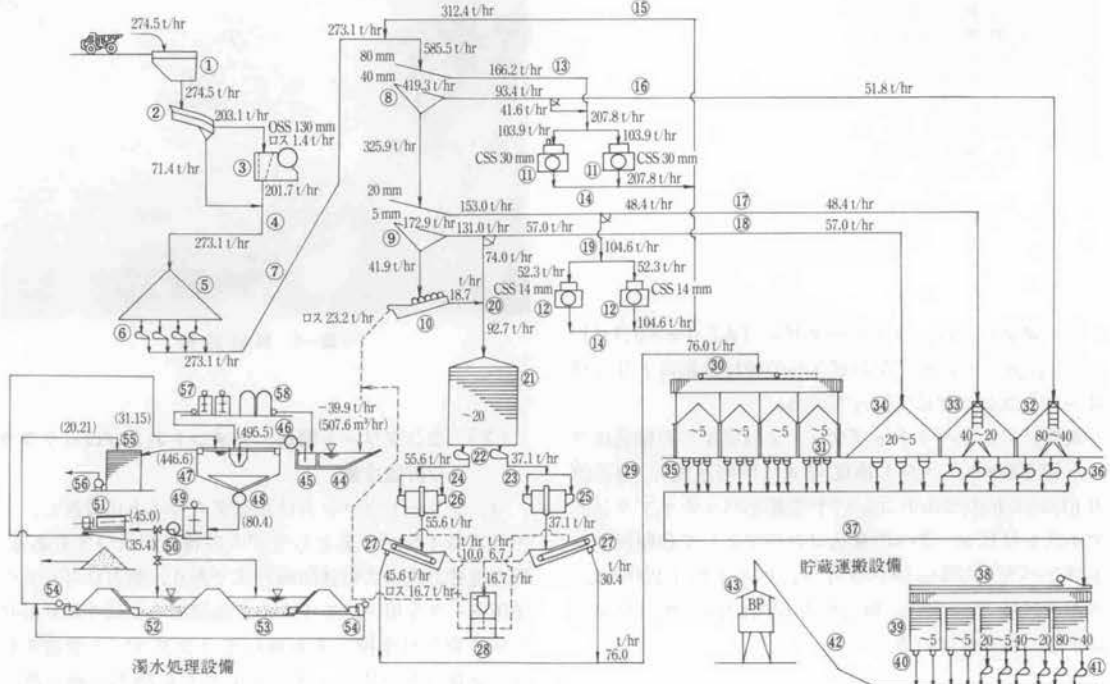 274.5 t/hr
①
274.5 t/hr
②
203.1 t/hr
OSS 130 mm
ロス 1.4 t/hr
③
71.4 t/hr
201.7 t/hr
④
273.1 t/hr
⑤
⑥
273.1 t/hr
⑦
273.1 t/hr
312.4 t/hr
⑮
585.5 t/hr
80 mm
166.2 t/hr
⑬
40 mm
419.3 t/hr
93.4 t/hr
⑯
51.8 t/hr
⑧
41.6 t/hr
207.8 t/hr
103.9 t/hr
103.9 t/hr
CSS 30 mm
CSS 30 mm
⑪
⑪
207.8 t/hr
⑭
325.9 t/hr
20 mm
153.0 t/hr
48.4 t/hr
⑰
48.4 t/hr
5 mm
172.9 t/hr
131.0 t/hr
57.0 t/hr
⑱
57.0 t/hr
⑨
74.0 t/hr
⑲
104.6 t/hr
41.9 t/hr
52.3 t/hr
52.3 t/hr
CSS 14 mm
CSS 14 mm
⑫
⑫
104.6 t/hr
⑭
t/hr
18.7
⑳
⑩
ロス 23.2 t/hr
92.7 t/hr
㉑
~20
76.0 t/hr
㉚
~5
~5
~5
~5
㉛
㉞
20~5
㉝
40~20
㉜
80~40
㉙
㉟
㊱
㊲
貯蔵運搬設備
55.6 t/hr
㉒
37.1 t/hr
㉔
㉓
㉖
㉕
55.6 t/hr
37.1 t/hr
㉗
㉗
t/hr
10.0
t/hr
6.7
45.6 t/hr
16.7 t/hr
t/hr
30.4
ロス 16.7 t/hr
㉘
t/hr
76.0
57
58
39.9 t/hr
(507.6 m³/hr)
(20,21)
(31.15)
(495.5)
㊻
55
(446.6)
㊼
㊺
㊹
56
51
㊾
㊽
(45.0)
(80.4)
㊿
(35.4)
54
52
53
54
濁水処理設備
㊸
BP
㊷
㊳
㊴
~5
~5
20~5
40~20
80~40
㊵
㊶